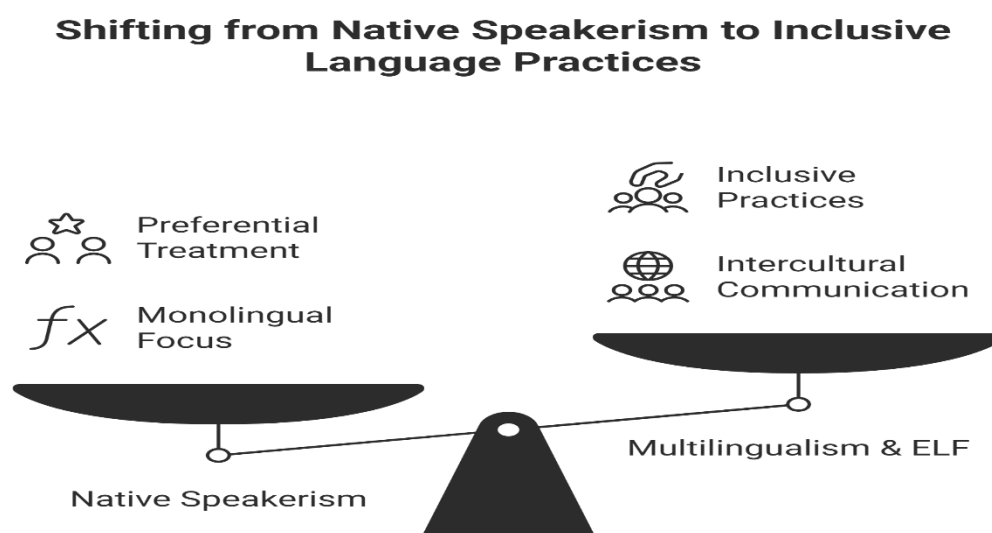 Shifting from Native Speakerism to Inclusive
Language Practices
Preferential
Treatment
Monolingual
Focus
fx
Native Speakerism
Inclusive
Practices
Intercultural
Communication
Multilingualism & ELF